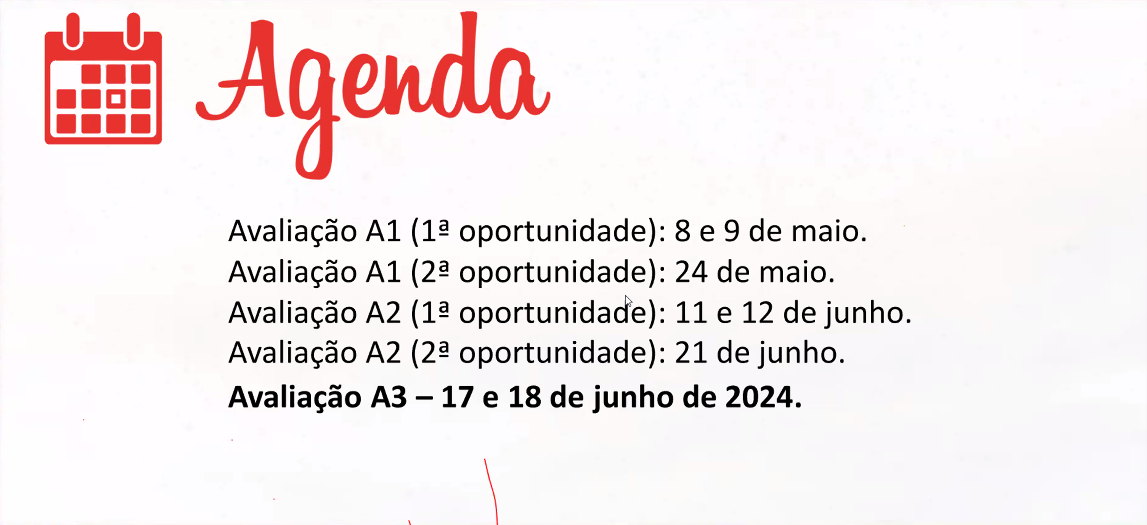 Agenda
Avaliação A1 (1ª oportunidade): 8 e 9 de maio.
Avaliação A1 (2ª oportunidade): 24 de maio.
Avaliação A2 (1ª oportunidade): 11 e 12 de junho.
Avaliação A2 (2ª oportunidade): 21 de junho.
Avaliação A3 – 17 e 18 de junho de 2024.